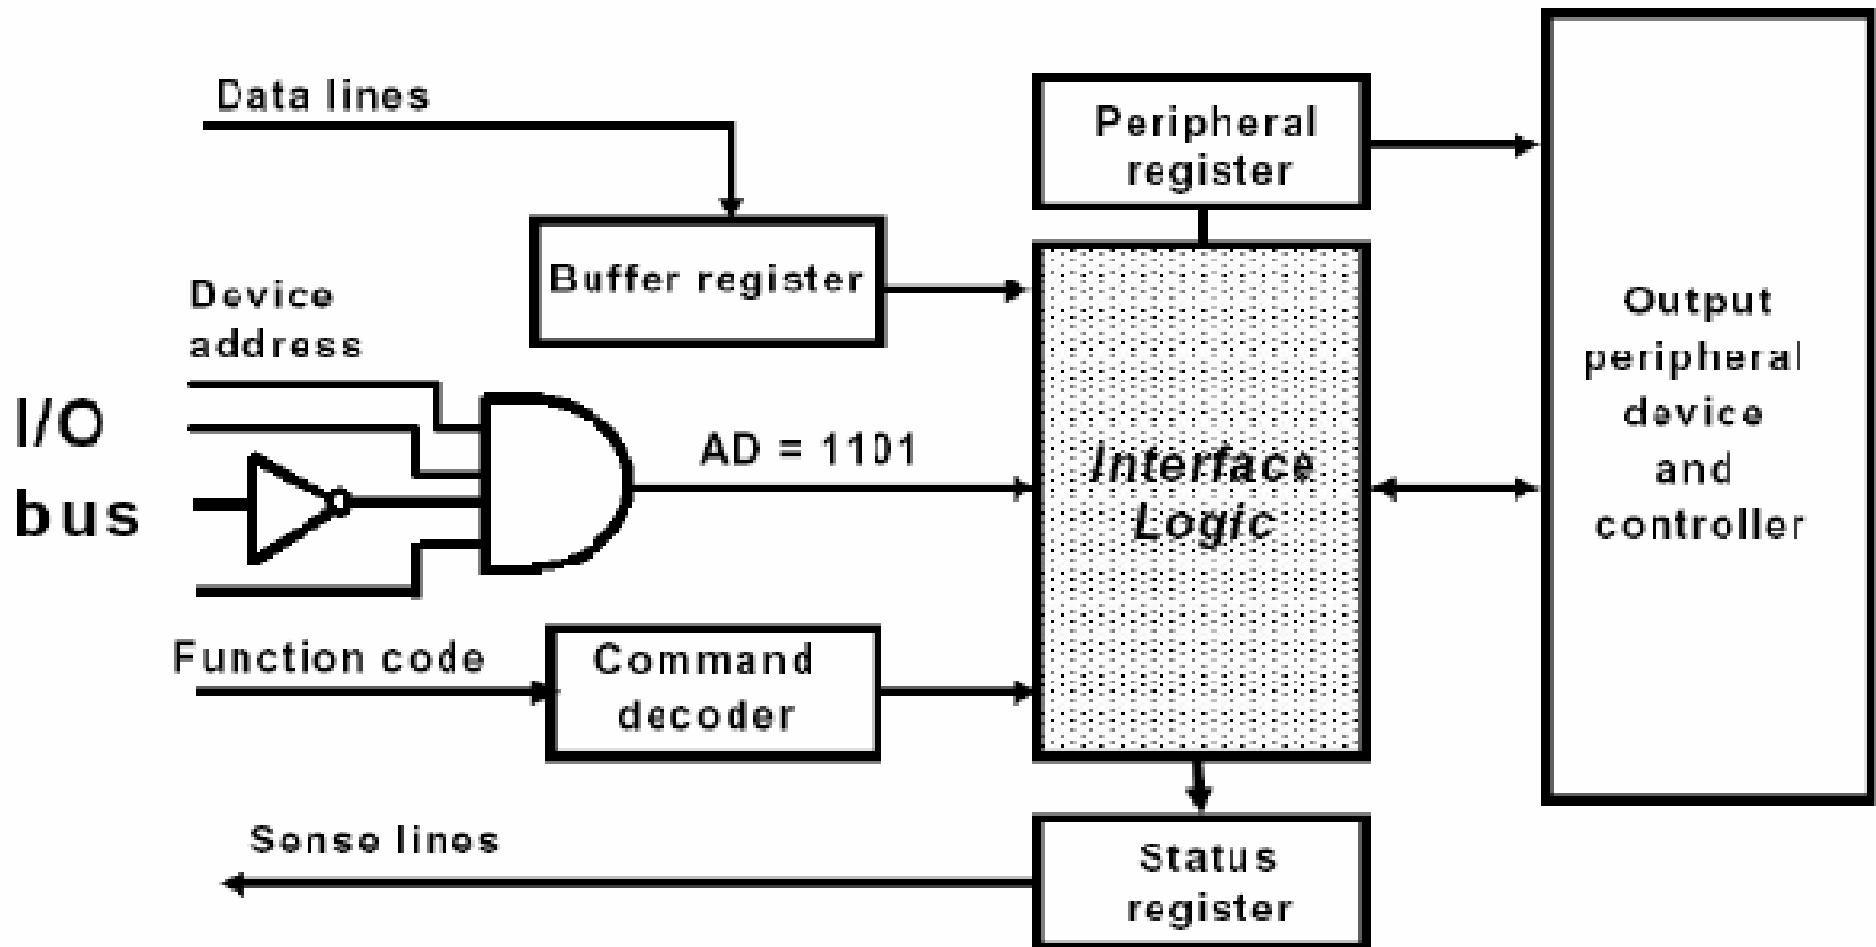 Data lines
Peripheral
register
Buffer register
Device
address
I/O
bus
AD = 1101
Interface
Logic
Output
peripheral
device
and
controller
Function code
Command
decoder
Sense lines
Status
register